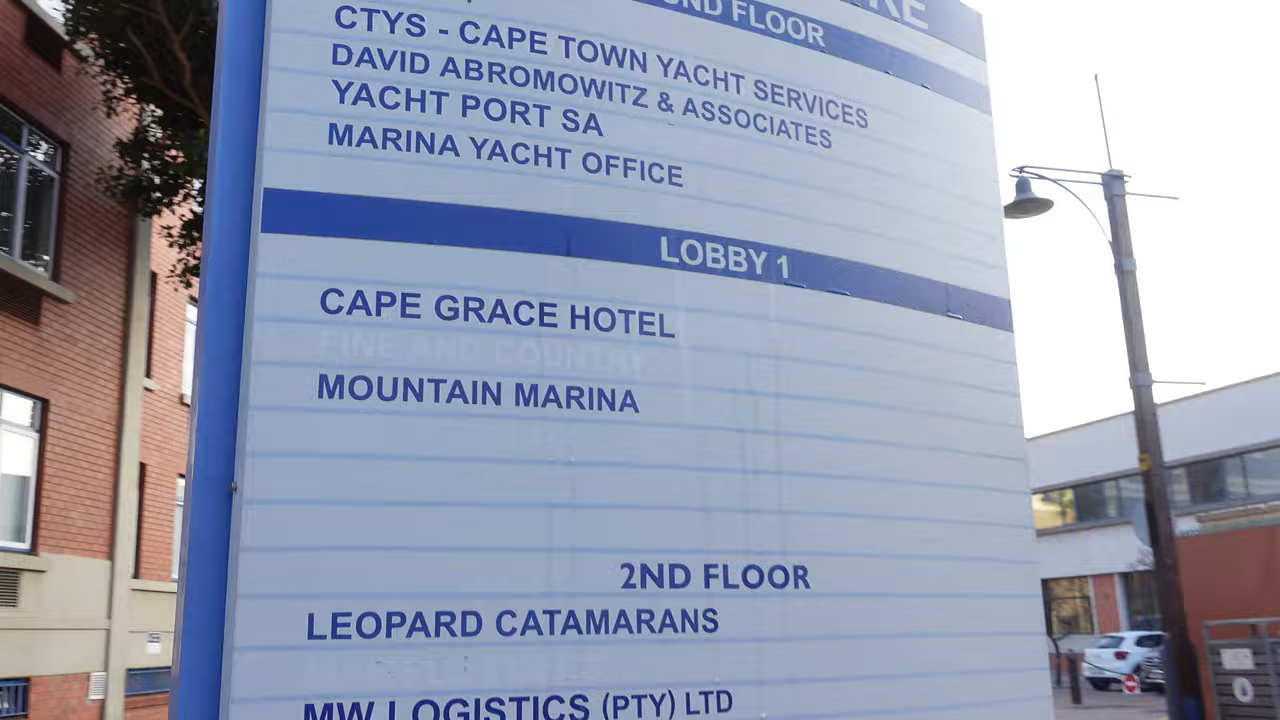 FLOOR
CTYS - CAPE TOWN YACHT SERVICES
DAVID ABROMOWITZ & ASSOCIATES
YACHT PORT SA
MARINA YACHT OFFICE
LOBBY 1
CAPE GRACE HOTEL
FINE AND COUNTRY
MOUNTAIN MARINA
2ND FLOOR
LEOPARD CATAMARANS
MW LOGISTICS (PTY) LTD